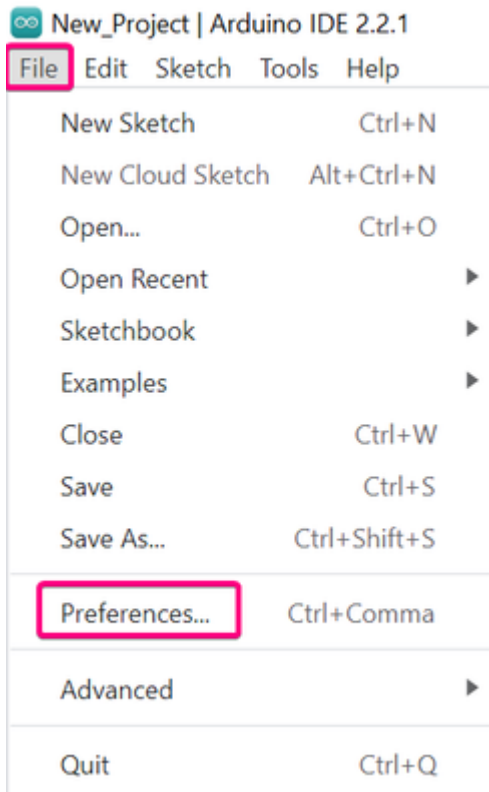 New_Project | Arduino IDE 2.2.1
File Edit Sketch Tools Help
New Sketch Ctrl+N
New Cloud Sketch Alt+Ctrl+N
Open... Ctrl+O
Open Recent
Sketchbook
Examples
Close Ctrl+W
Save Ctrl+S
Save As... Ctrl+Shift+S
Preferences... Ctrl+Comma
Advanced
Quit Ctrl+Q